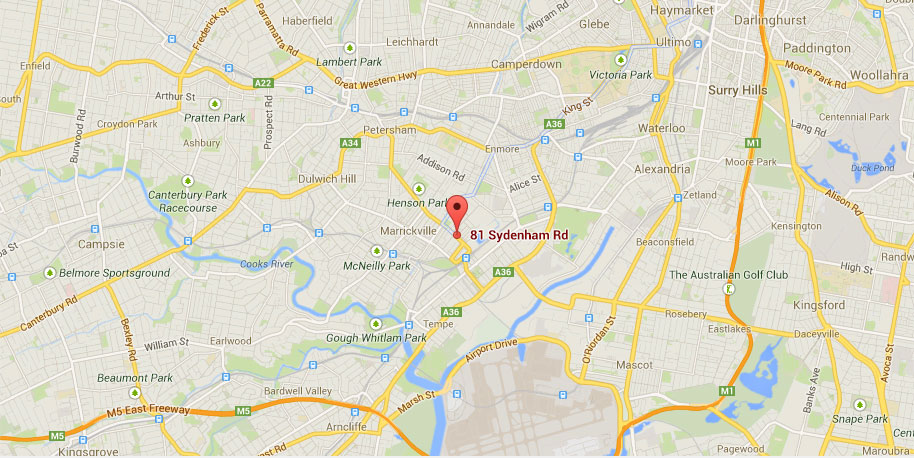 Haberfield
Annandale
Wigram Rd
Glebe
Haymarket
Darlinghurst
Frederick St
Parramatta Rd
Leichhardt
Ultimo
Paddington
Lambert Park
Camperdown
Enfield
Great Western Hwy
Victoria Park
Moore Park Rd
Woollahra
A22
Arthur St
Surry Hills
Pratten Park
King St
Centennial Park
Burwood Rd
Croydon Park
Prospect Rd
Petersham
A36
Waterloo
Lang Rd
Ashbury
A34
Enmore
M1
Addison Rd
Moore Park
Duck Pond
Alexandria
Dulwich Hill
Alice St
Canterbury Park
Racecourse
Henson Park
Zetland
Alison Rd
Marrickville
81 Sydenham Rd
Kensington
Campsie
Beaconsfield
Cooks River
McNeilly Park
High St
Randw
Belmore Sportsground
A36
The Australian Golf Club
Canterbury Rd
A36
Kingsford
Tempe
Rosebery
Bexley Rd
William St
Earlwood
Gough Whitlam Park
O'Riordan St
Eastlakes
Daceyville
Airport Drive
Avoca St
Beaumont Park
Bardwell Valley
Mascot
Banks Ave
M1
Marsh St
M5 East Freeway
M5
Snape Park
Arncliffe
M5
Kingsgrove
est Rd
Maroubra